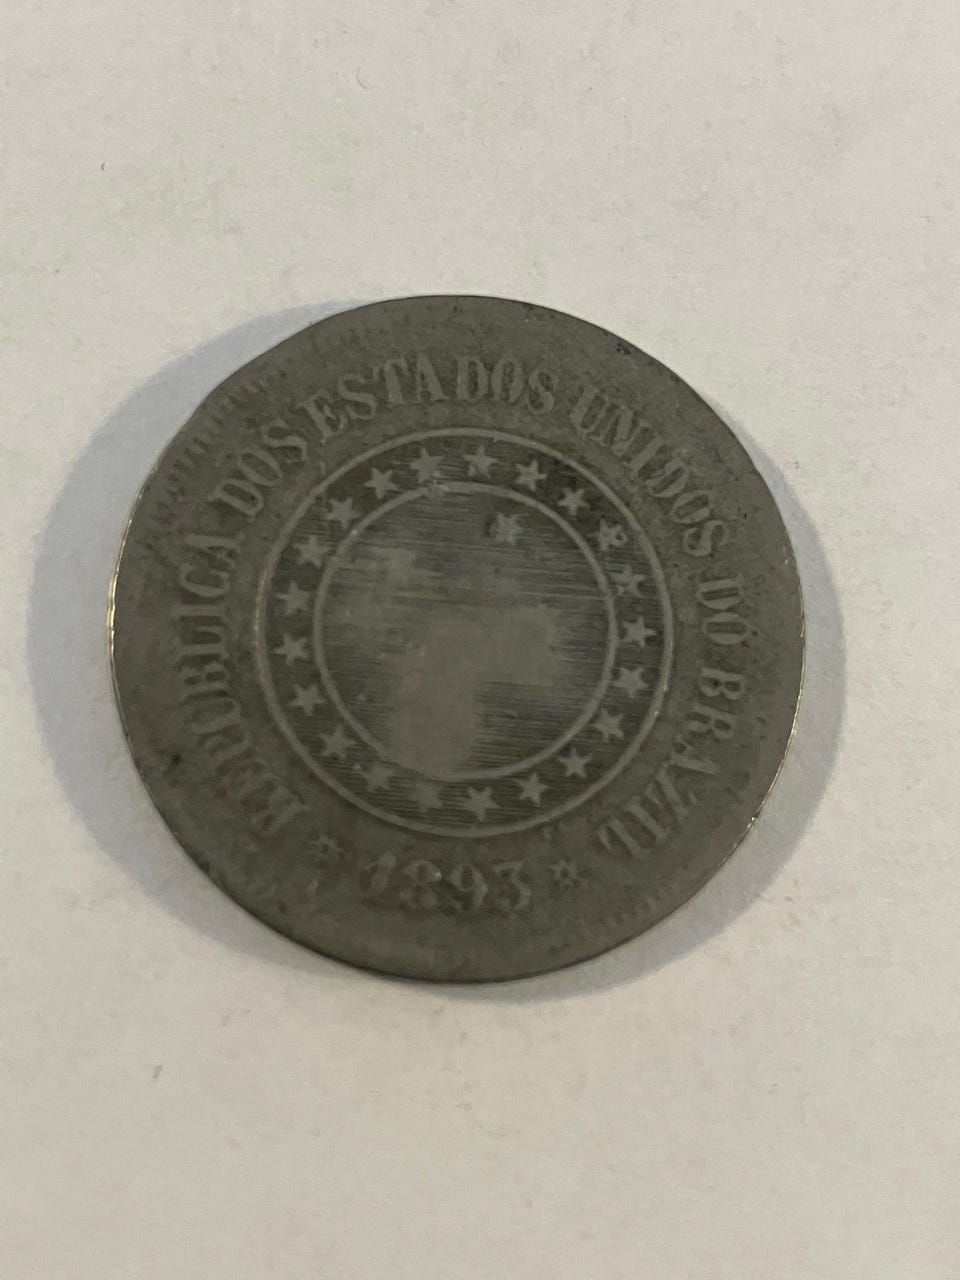 REPUBLICA DOS ESTADOS UNIDOS DO BRAZIL
* 1893 *